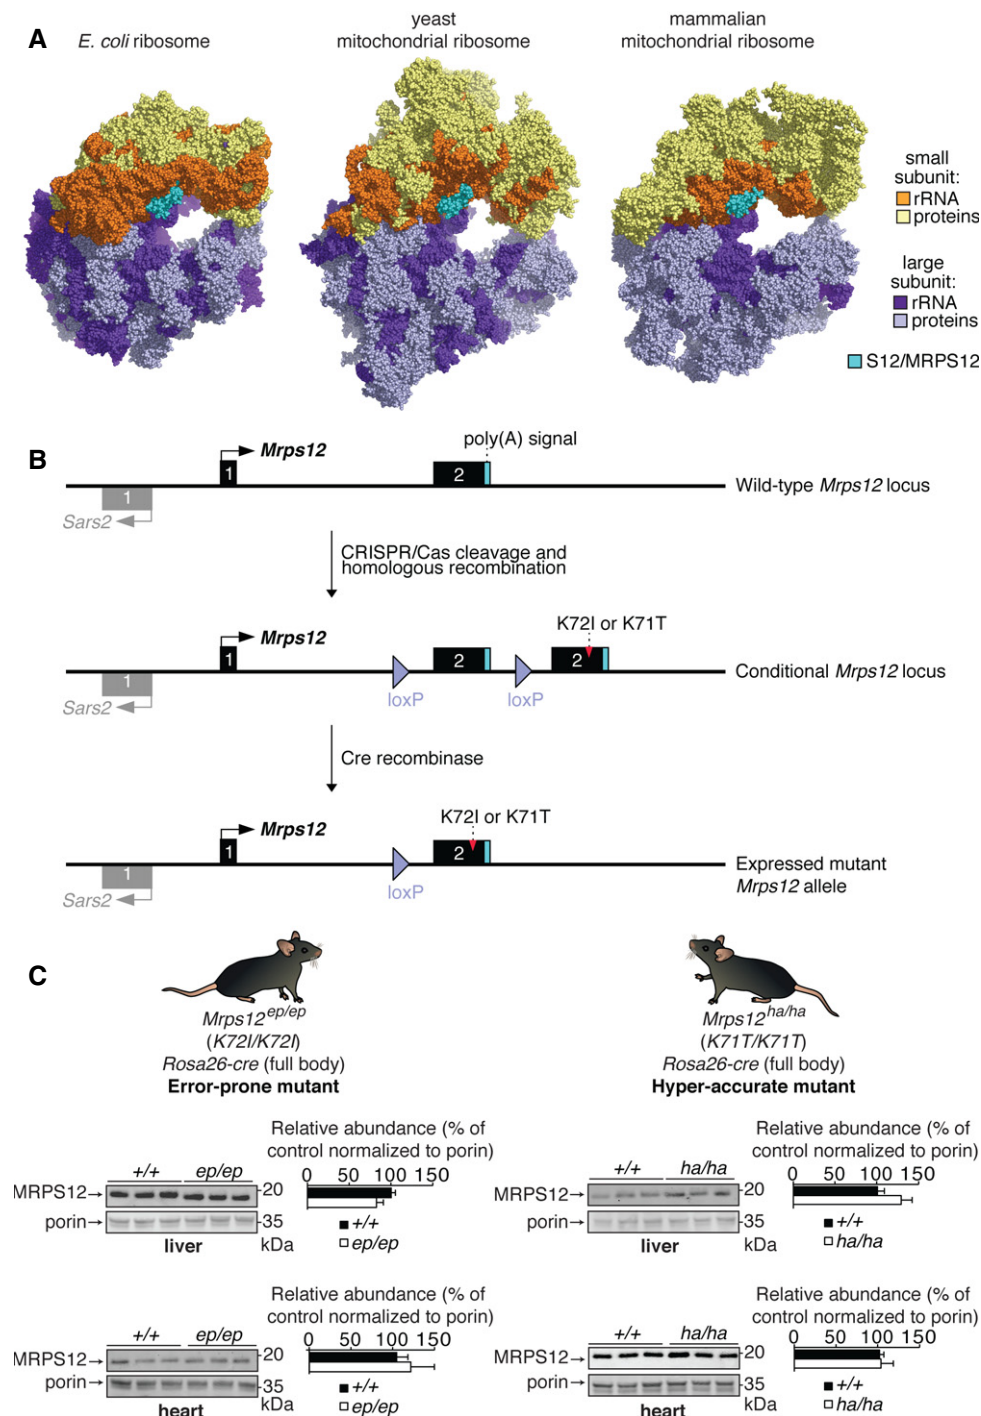 A
E. coli ribosome
yeast
mitochondrial ribosome
mammalian
mitochondrial ribosome
small
subunit:
rRNA
proteins
large
subunit:
rRNA
proteins
S12/MRPS12
B
Mrps12
poly(A) signal
1
1
2
Sars2
Wild-type Mrps12 locus
CRISPR/Cas cleavage and
homologous recombination
Mrps12
K72I or K71T
1
1
2
2
Sars2
loxP
loxP
Conditional Mrps12 locus
Cre recombinase
Mrps12
K72I or K71T
1
1
2
Sars2
loxP
Expressed mutant
Mrps12 allele
C
Mrps12ep/ep
(K72I/K72I)
Rosa26-cre (full body)
Error-prone mutant
Mrps12ha/ha
(K71T/K71T)
Rosa26-cre (full body)
Hyper-accurate mutant
+/+ ep/ep
MRPS12
porin
20
35
kDa
liver
Relative abundance (% of
control normalized to porin)
0 50 100 150
+/+
ep/ep
+/+ ha/ha
MRPS12
porin
20
35
kDa
liver
Relative abundance (% of
control normalized to porin)
0 50 100 150
+/+
ha/ha
+/+ ep/ep
MRPS12
porin
20
35
kDa
heart
Relative abundance (% of
control normalized to porin)
0 50 100 150
+/+
ep/ep
+/+ ha/ha
MRPS12
porin
20
35
kDa
heart
Relative abundance (% of
control normalized to porin)
0 50 100 150
+/+
ha/ha